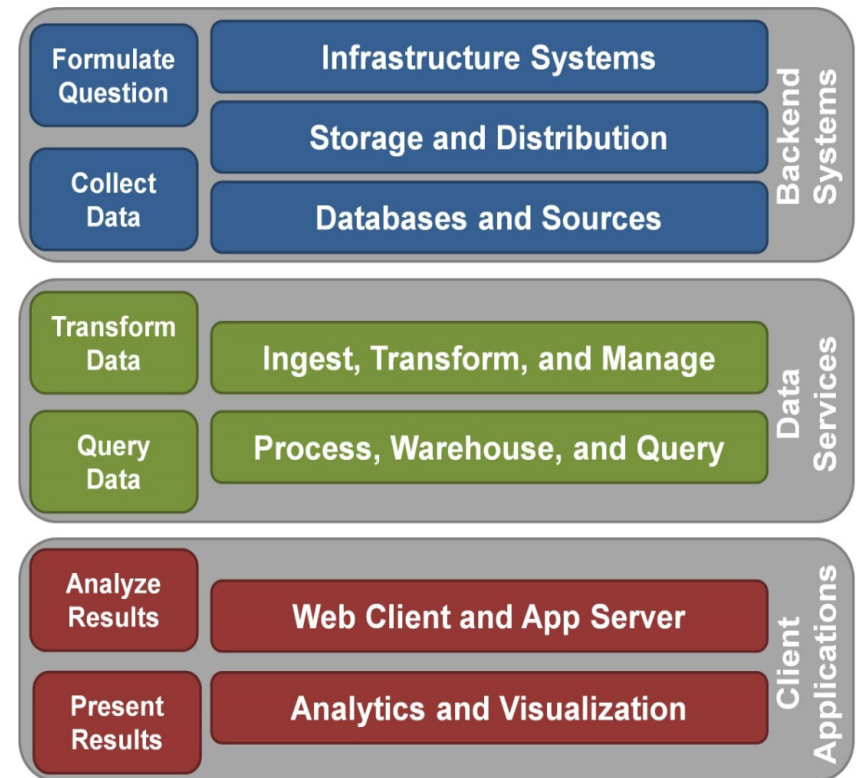 Formulate
Question
Collect
Data
Infrastructure Systems
Storage and Distribution
Databases and Sources
Backend
Systems
Transform
Data
Query
Data
Ingest, Transform, and Manage
Process, Warehouse, and Query
Data
Services
Analyze
Results
Present
Results
Web Client and App Server
Analytics and Visualization
Client
Applications